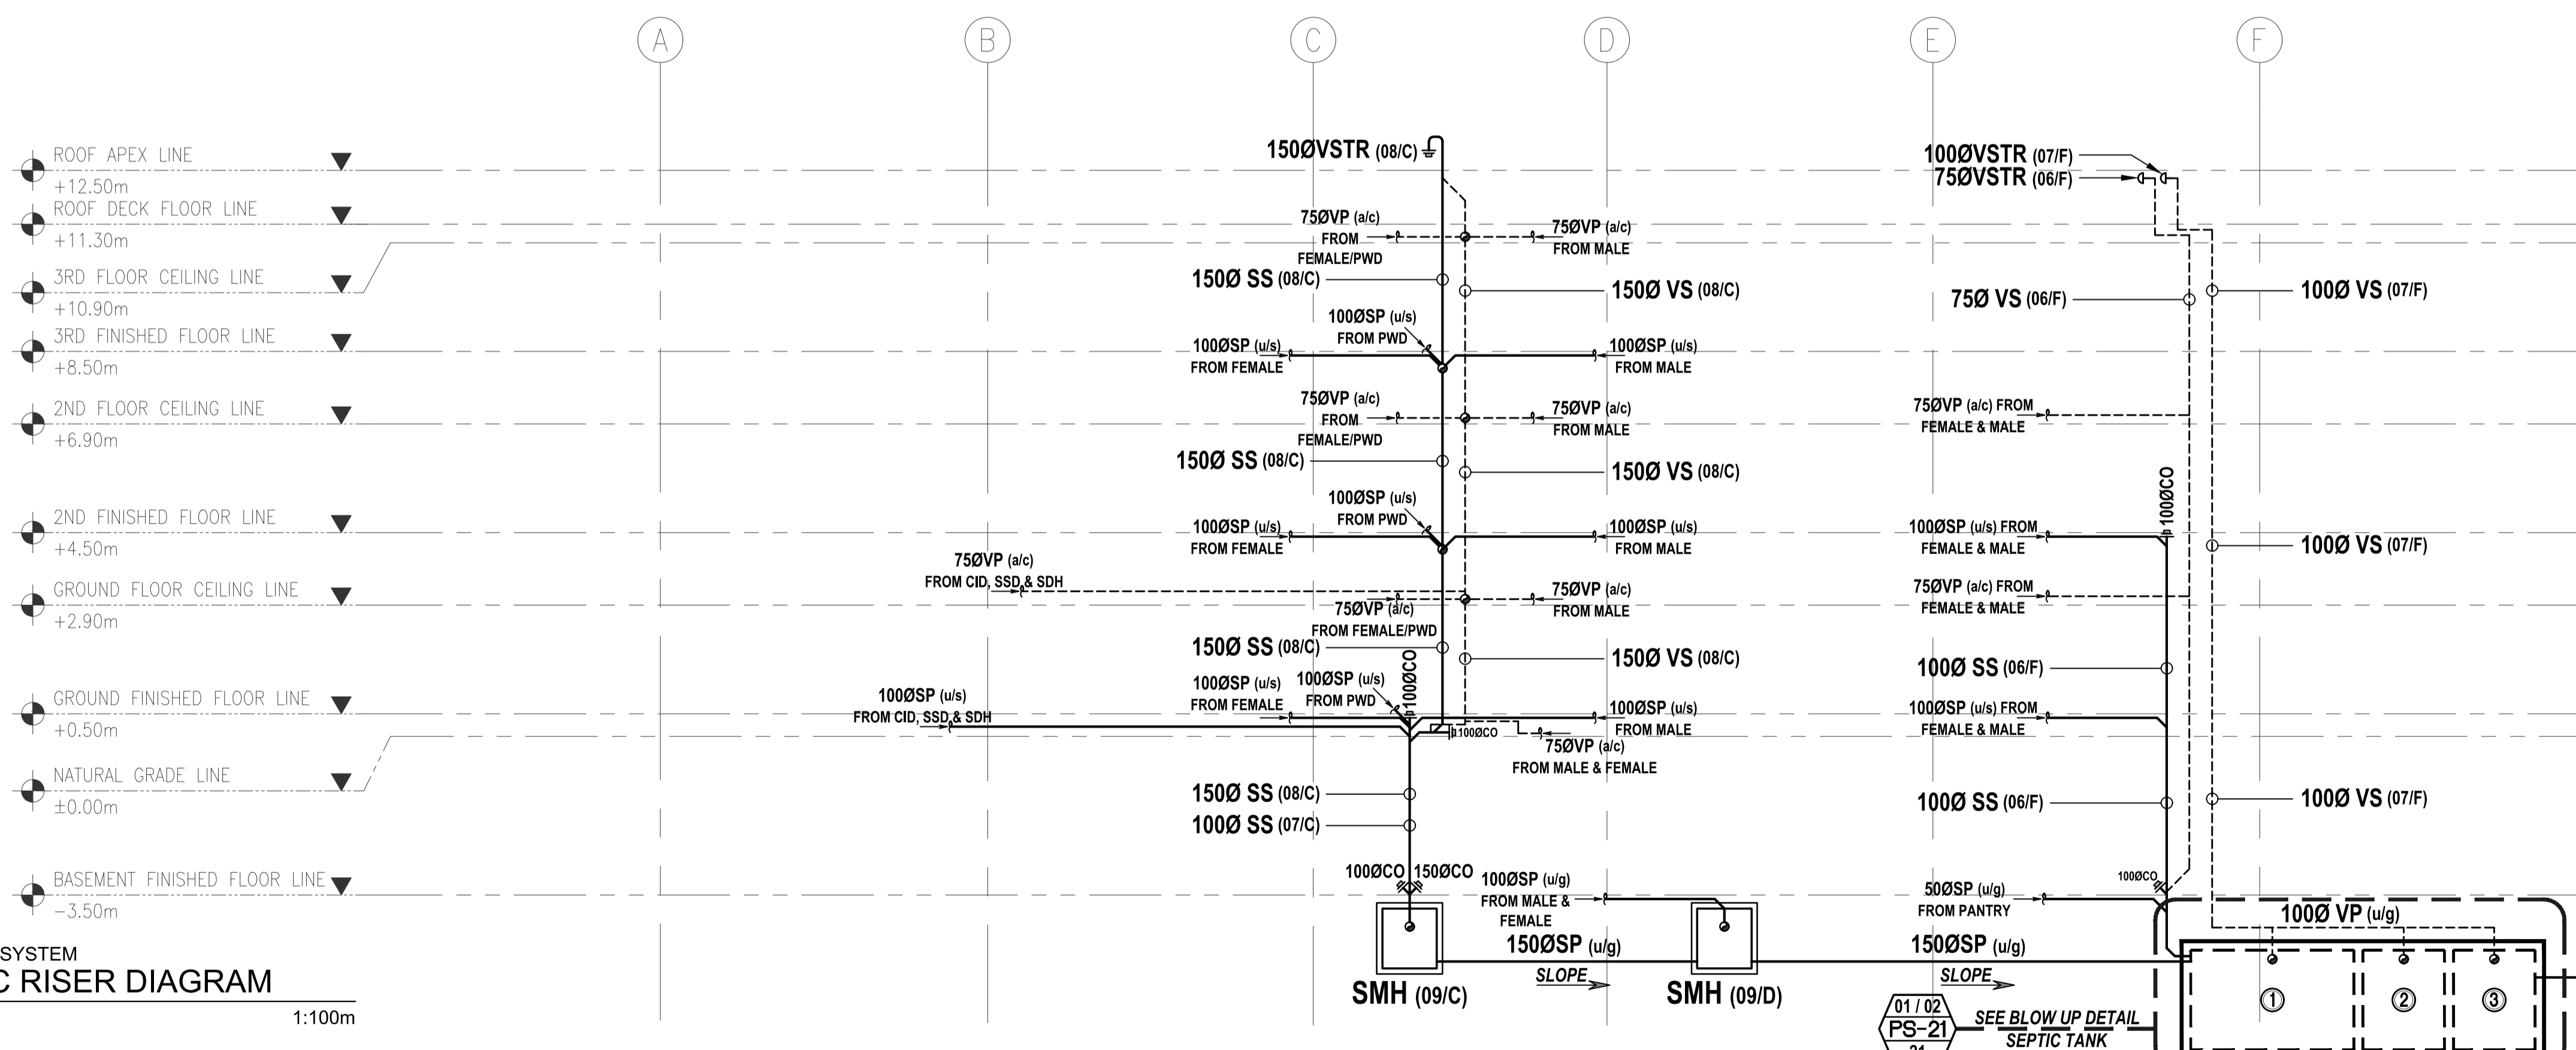 A
B
C
D
E
F
ROOF APEX LINE
+12.50m
ROOF DECK FLOOR LINE
+11.30m
3RD FLOOR CEILING LINE
+10.90m
3RD FINISHED FLOOR LINE
+8.50m
2ND FLOOR CEILING LINE
+6.90m
2ND FINISHED FLOOR LINE
+4.50m
GROUND FLOOR CEILING LINE
+2.90m
GROUND FINISHED FLOOR LINE
+0.50m
NATURAL GRADE LINE
±0.00m
BASEMENT FINISHED FLOOR LINE
−3.50m
SYSTEM
C RISER DIAGRAM
1:100m
75ØVP (a/c)
FROM CID, SSD & SDH
100ØSP (u/s)
FROM CID, SSD & SDH
150ØVSTR (08/C)
75ØVP (a/c)
FROM
FEMALE/PWD
75ØVP (a/c)
FROM MALE
150Ø SS (08/C)
150Ø VS (08/C)
100ØSP (u/s)
FROM PWD
100ØSP (u/s)
FROM FEMALE
100ØSP (u/s)
FROM MALE
75ØVP (a/c)
FROM
FEMALE/PWD
75ØVP (a/c)
FROM MALE
150Ø SS (08/C)
150Ø VS (08/C)
100ØSP (u/s)
FROM PWD
100ØSP (u/s)
FROM FEMALE
100ØSP (u/s)
FROM MALE
75ØVP (a/c)
FROM MALE
75ØVP (a/c)
FROM FEMALE/PWD
150Ø SS (08/C)
150Ø VS (08/C)
100ØCO
100ØSP (u/s)
FROM FEMALE
100ØSP (u/s)
FROM PWD
100ØSP (u/s)
FROM MALE
100ØCO
75ØVP (a/c)
FROM MALE & FEMALE
150Ø SS (08/C)
100Ø SS (07/C)
100ØCO
150ØCO
100ØSP (u/g)
FROM MALE &
FEMALE
150ØSP (u/g)
SLOPE
SMH (09/C)
SMH (09/D)
100ØVSTR (07/F)
75ØVSTR (06/F)
75Ø VS (06/F)
100Ø VS (07/F)
75ØVP (a/c) FROM
FEMALE & MALE
100ØCO
100ØSP (u/s) FROM
FEMALE & MALE
100Ø VS (07/F)
75ØVP (a/c) FROM
FEMALE & MALE
100Ø SS (06/F)
100ØSP (u/s) FROM
FEMALE & MALE
100Ø SS (06/F)
100Ø VS (07/F)
100ØCO
50ØSP (u/g)
FROM PANTRY
100Ø VP (u/g)
150ØSP (u/g)
SLOPE
1
2
3
01 / 02
PS-21
SEE BLOW UP DETAIL
SEPTIC TANK